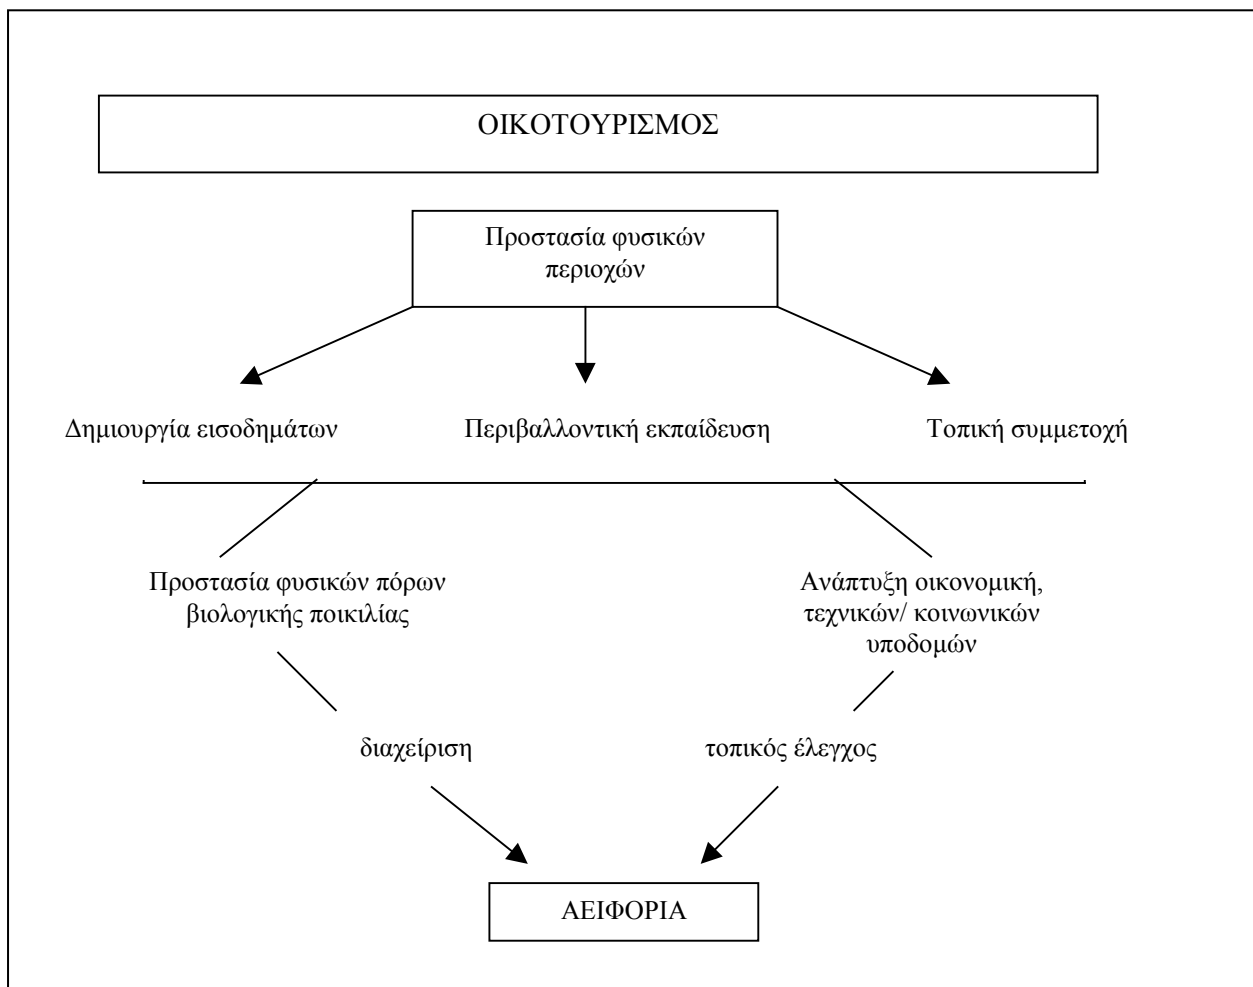 ΟΙΚΟΤΟΥΡΙΣΜΟΣ
Προστασία φυσικών
περιοχών
Δημιουργία εισοδημάτων
Περιβαλλοντική εκπαίδευση
Τοπική συμμετοχή
Προστασία φυσικών πόρων
βιολογικής ποικιλίας
Ανάπτυξη οικονομική,
τεχνικών/ κοινωνικών
υποδομών
διαχείριση
τοπικός έλεγχος
ΑΕΙΦΟΡΙΑ